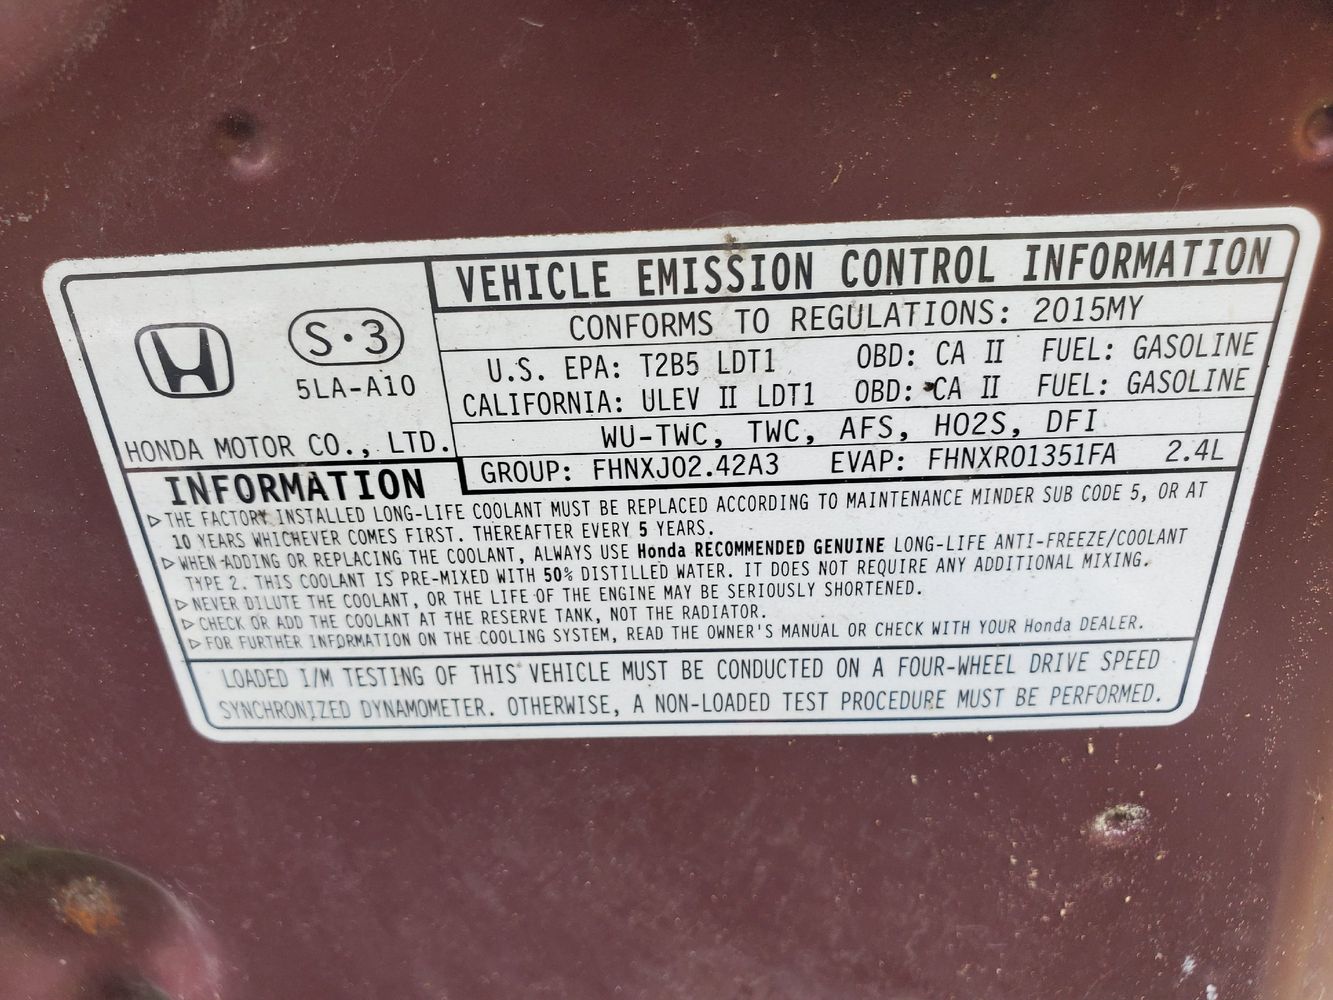 VEHICLE EMISSION CONTROL INFORMATION
CONFORMS TO REGULATIONS: 2015MY
S·3
5LA-A10
HONDA MOTOR CO., LTD.
U.S. EPA: T2B5 LDT1 OBD: CA II FUEL: GASOLINE
CALIFORNIA: ULEV II LDT1 OBD: CA II FUEL: GASOLINE
WU-TWC, TWC, AFS, HO2S, DFI
GROUP: FHNXJ02.42A3 EVAP: FHNXR01351FA 2.4L
INFORMATION
▷THE FACTORY INSTALLED LONG-LIFE COOLANT MUST BE REPLACED ACCORDING TO MAINTENANCE MINDER SUB CODE 5, OR AT
10 YEARS WHICHEVER COMES FIRST. THEREAFTER EVERY 5 YEARS.
▷WHEN ADDING OR REPLACING THE COOLANT, ALWAYS USE Honda RECOMMENDED GENUINE LONG-LIFE ANTI-FREEZE/COOLANT
TYPE 2. THIS COOLANT IS PRE-MIXED WITH 50% DISTILLED WATER. IT DOES NOT REQUIRE ANY ADDITIONAL MIXING.
▷NEVER DILUTE THE COOLANT, OR THE LIFE OF THE ENGINE MAY BE SERIOUSLY SHORTENED.
▷CHECK OR ADD THE COOLANT AT THE RESERVE TANK, NOT THE RADIATOR.
▷FOR FURTHER INFORMATION ON THE COOLING SYSTEM, READ THE OWNER'S MANUAL OR CHECK WITH YOUR Honda DEALER.
LOADED I/M TESTING OF THIS VEHICLE MUST BE CONDUCTED ON A FOUR-WHEEL DRIVE SPEED
SYNCHRONIZED DYNAMOMETER. OTHERWISE, A NON-LOADED TEST PROCEDURE MUST BE PERFORMED.